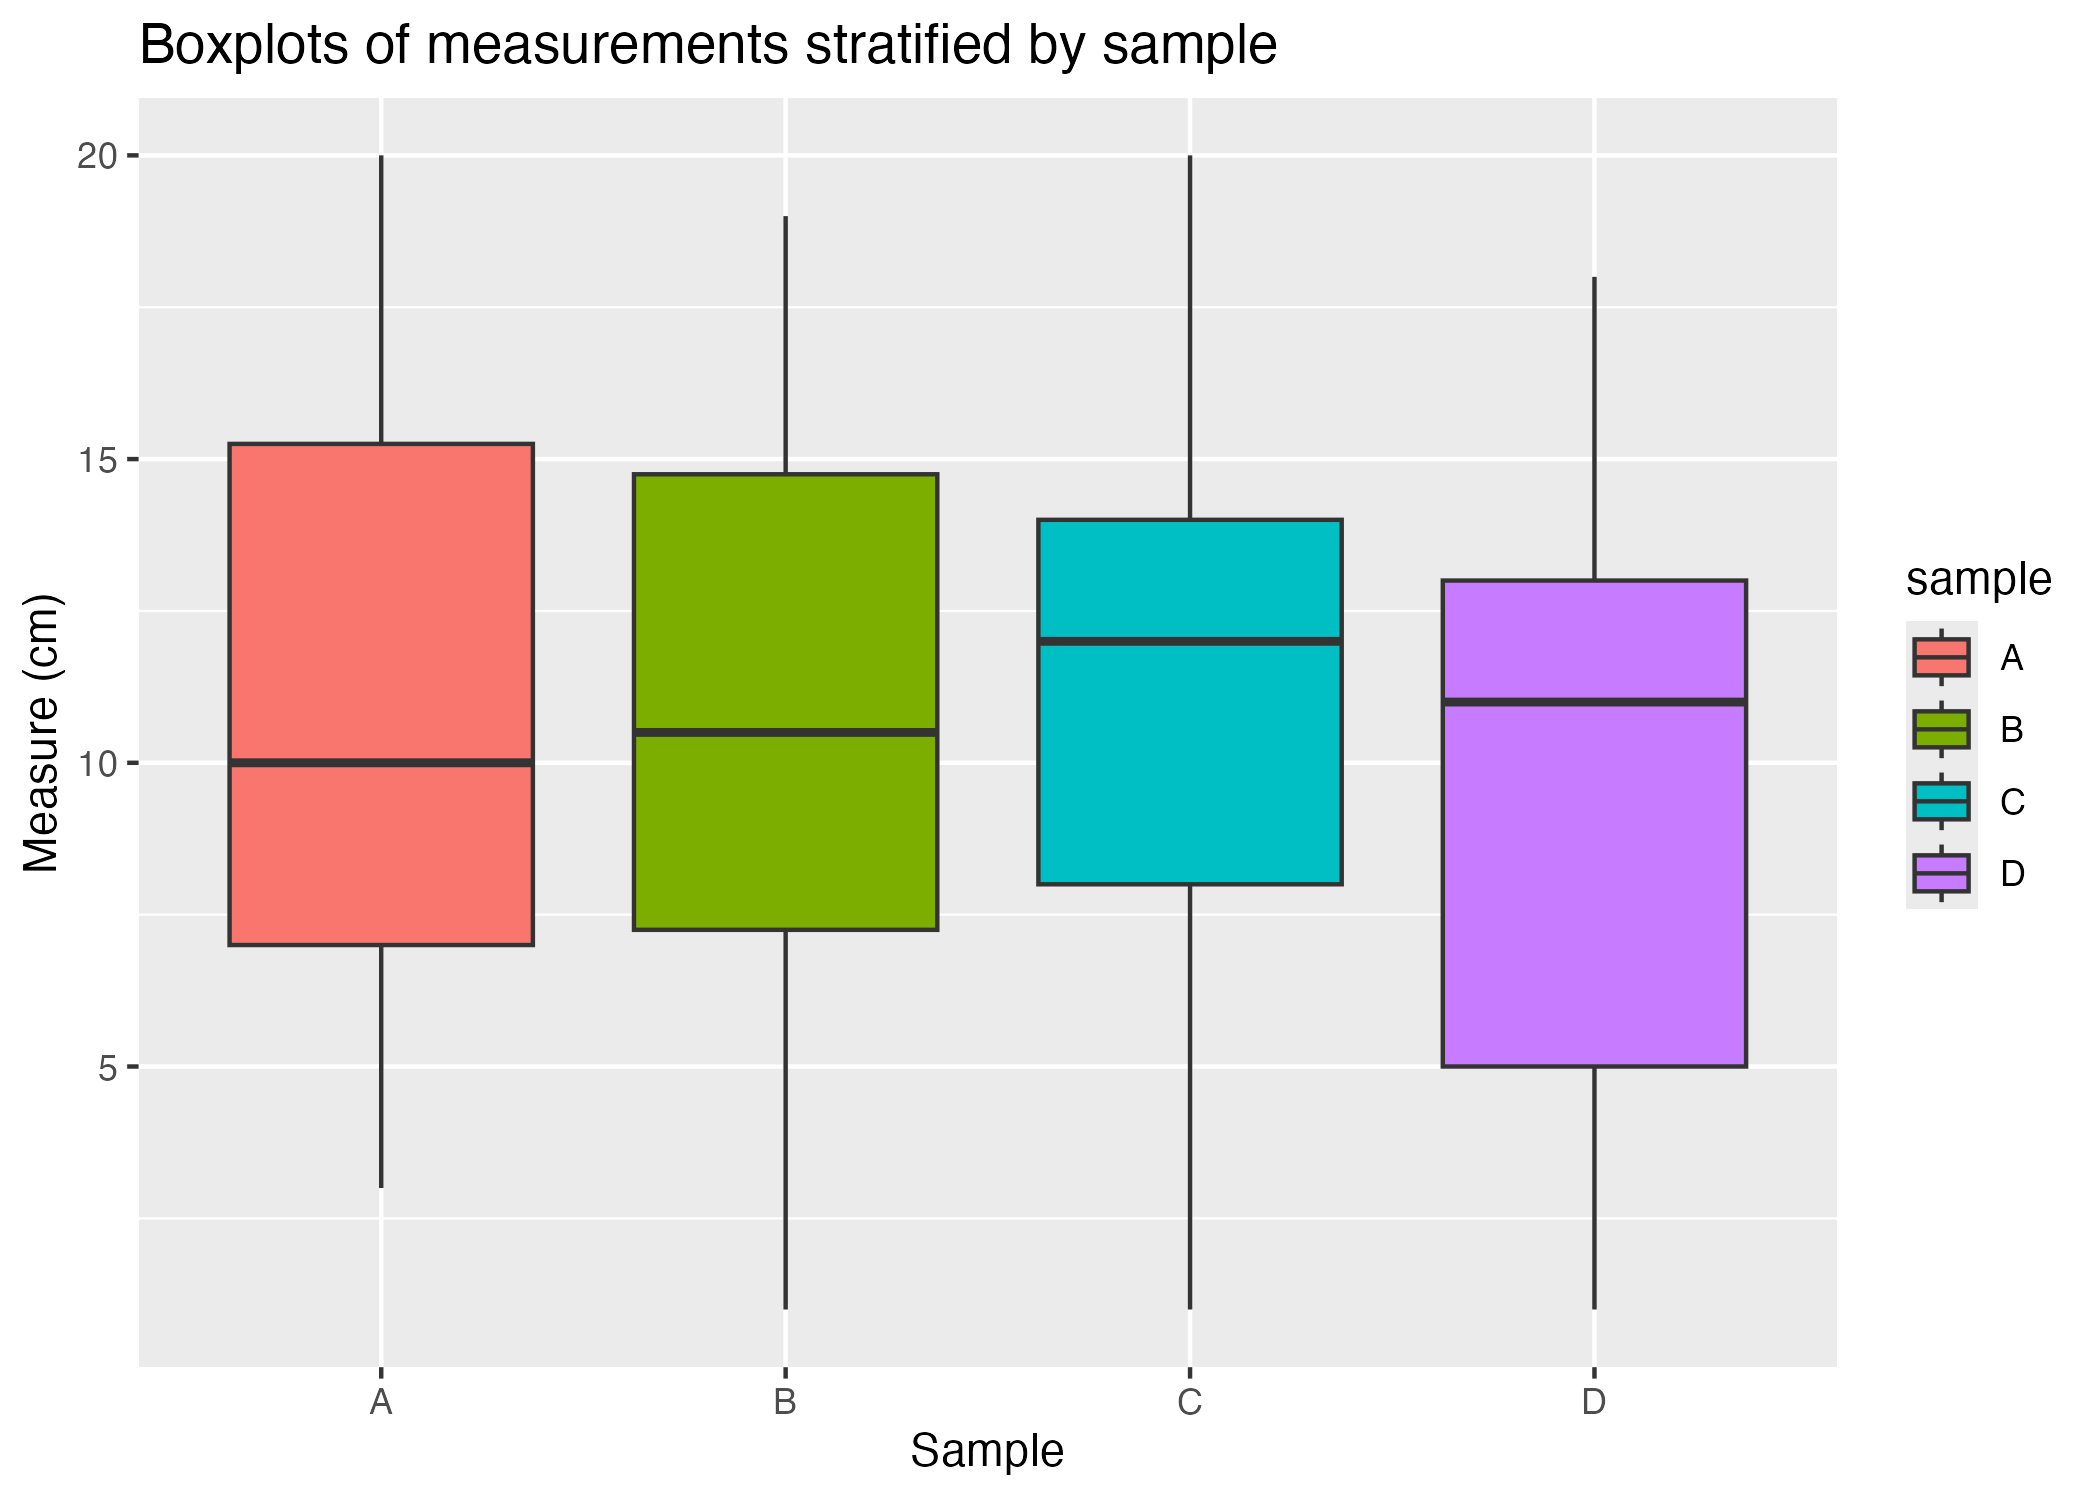 Boxplots of measurements stratified by sample
Measure (cm)
20
15
10
5
A
B
C
D
Sample
sample
A
B
C
D